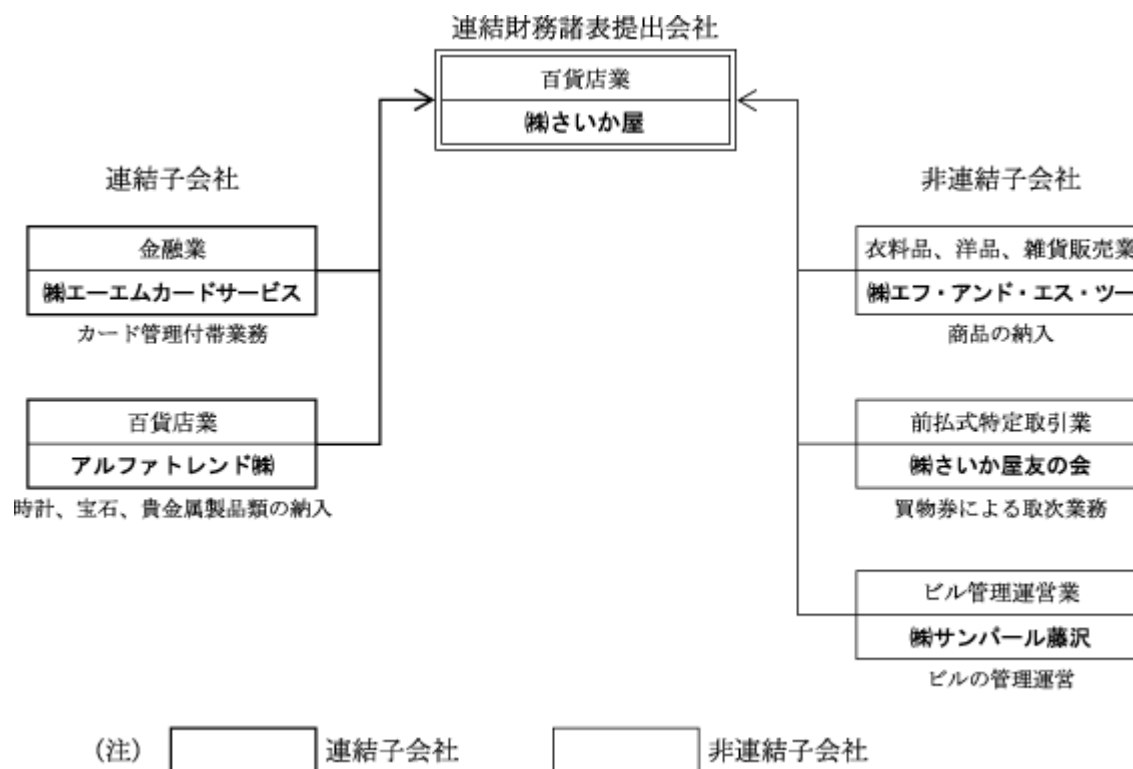 連結財務諸表提出会社
百貨店業
㈱さいか屋
連結子会社
金融業
㈱エーエムカードサービス
カード管理付帯業務
百貨店業
アルファトレンド㈱
時計、宝石、貴金属製品類の納入
非連結子会社
衣料品、洋品、雑貨販売業
㈱エフ・アンド・エス・ツー
商品の納入
前払式特定取引業
㈱さいか屋友の会
買物券による取次業務
ビル管理運営業
㈱サンパール藤沢
ビルの管理運営
(注) 連結子会社 非連結子会社